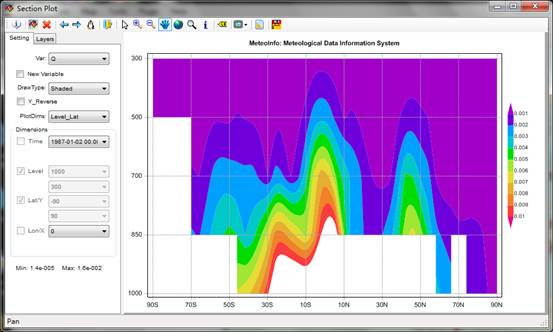 Section Plot
Setting
Layers
Var: Q
New Variable
DrawType: Shaded
Y_Reverse
PlotDims: Level_Lat
Dimensions
Time 1987-01-02 00:0
Level 1000
300
Lat/Y -90
90
Lon/X 0
Min: 1.4e-005 Max: 1.6e-002
MeteoInfo: Meteological Data Information System
300
500
700
850
1000
90S 70S 50S 30S 10S 10N 30N 50N 70N 90N
0.001
0.002
0.003
0.004
0.005
0.006
0.007
0.008
0.009
0.01
Pan